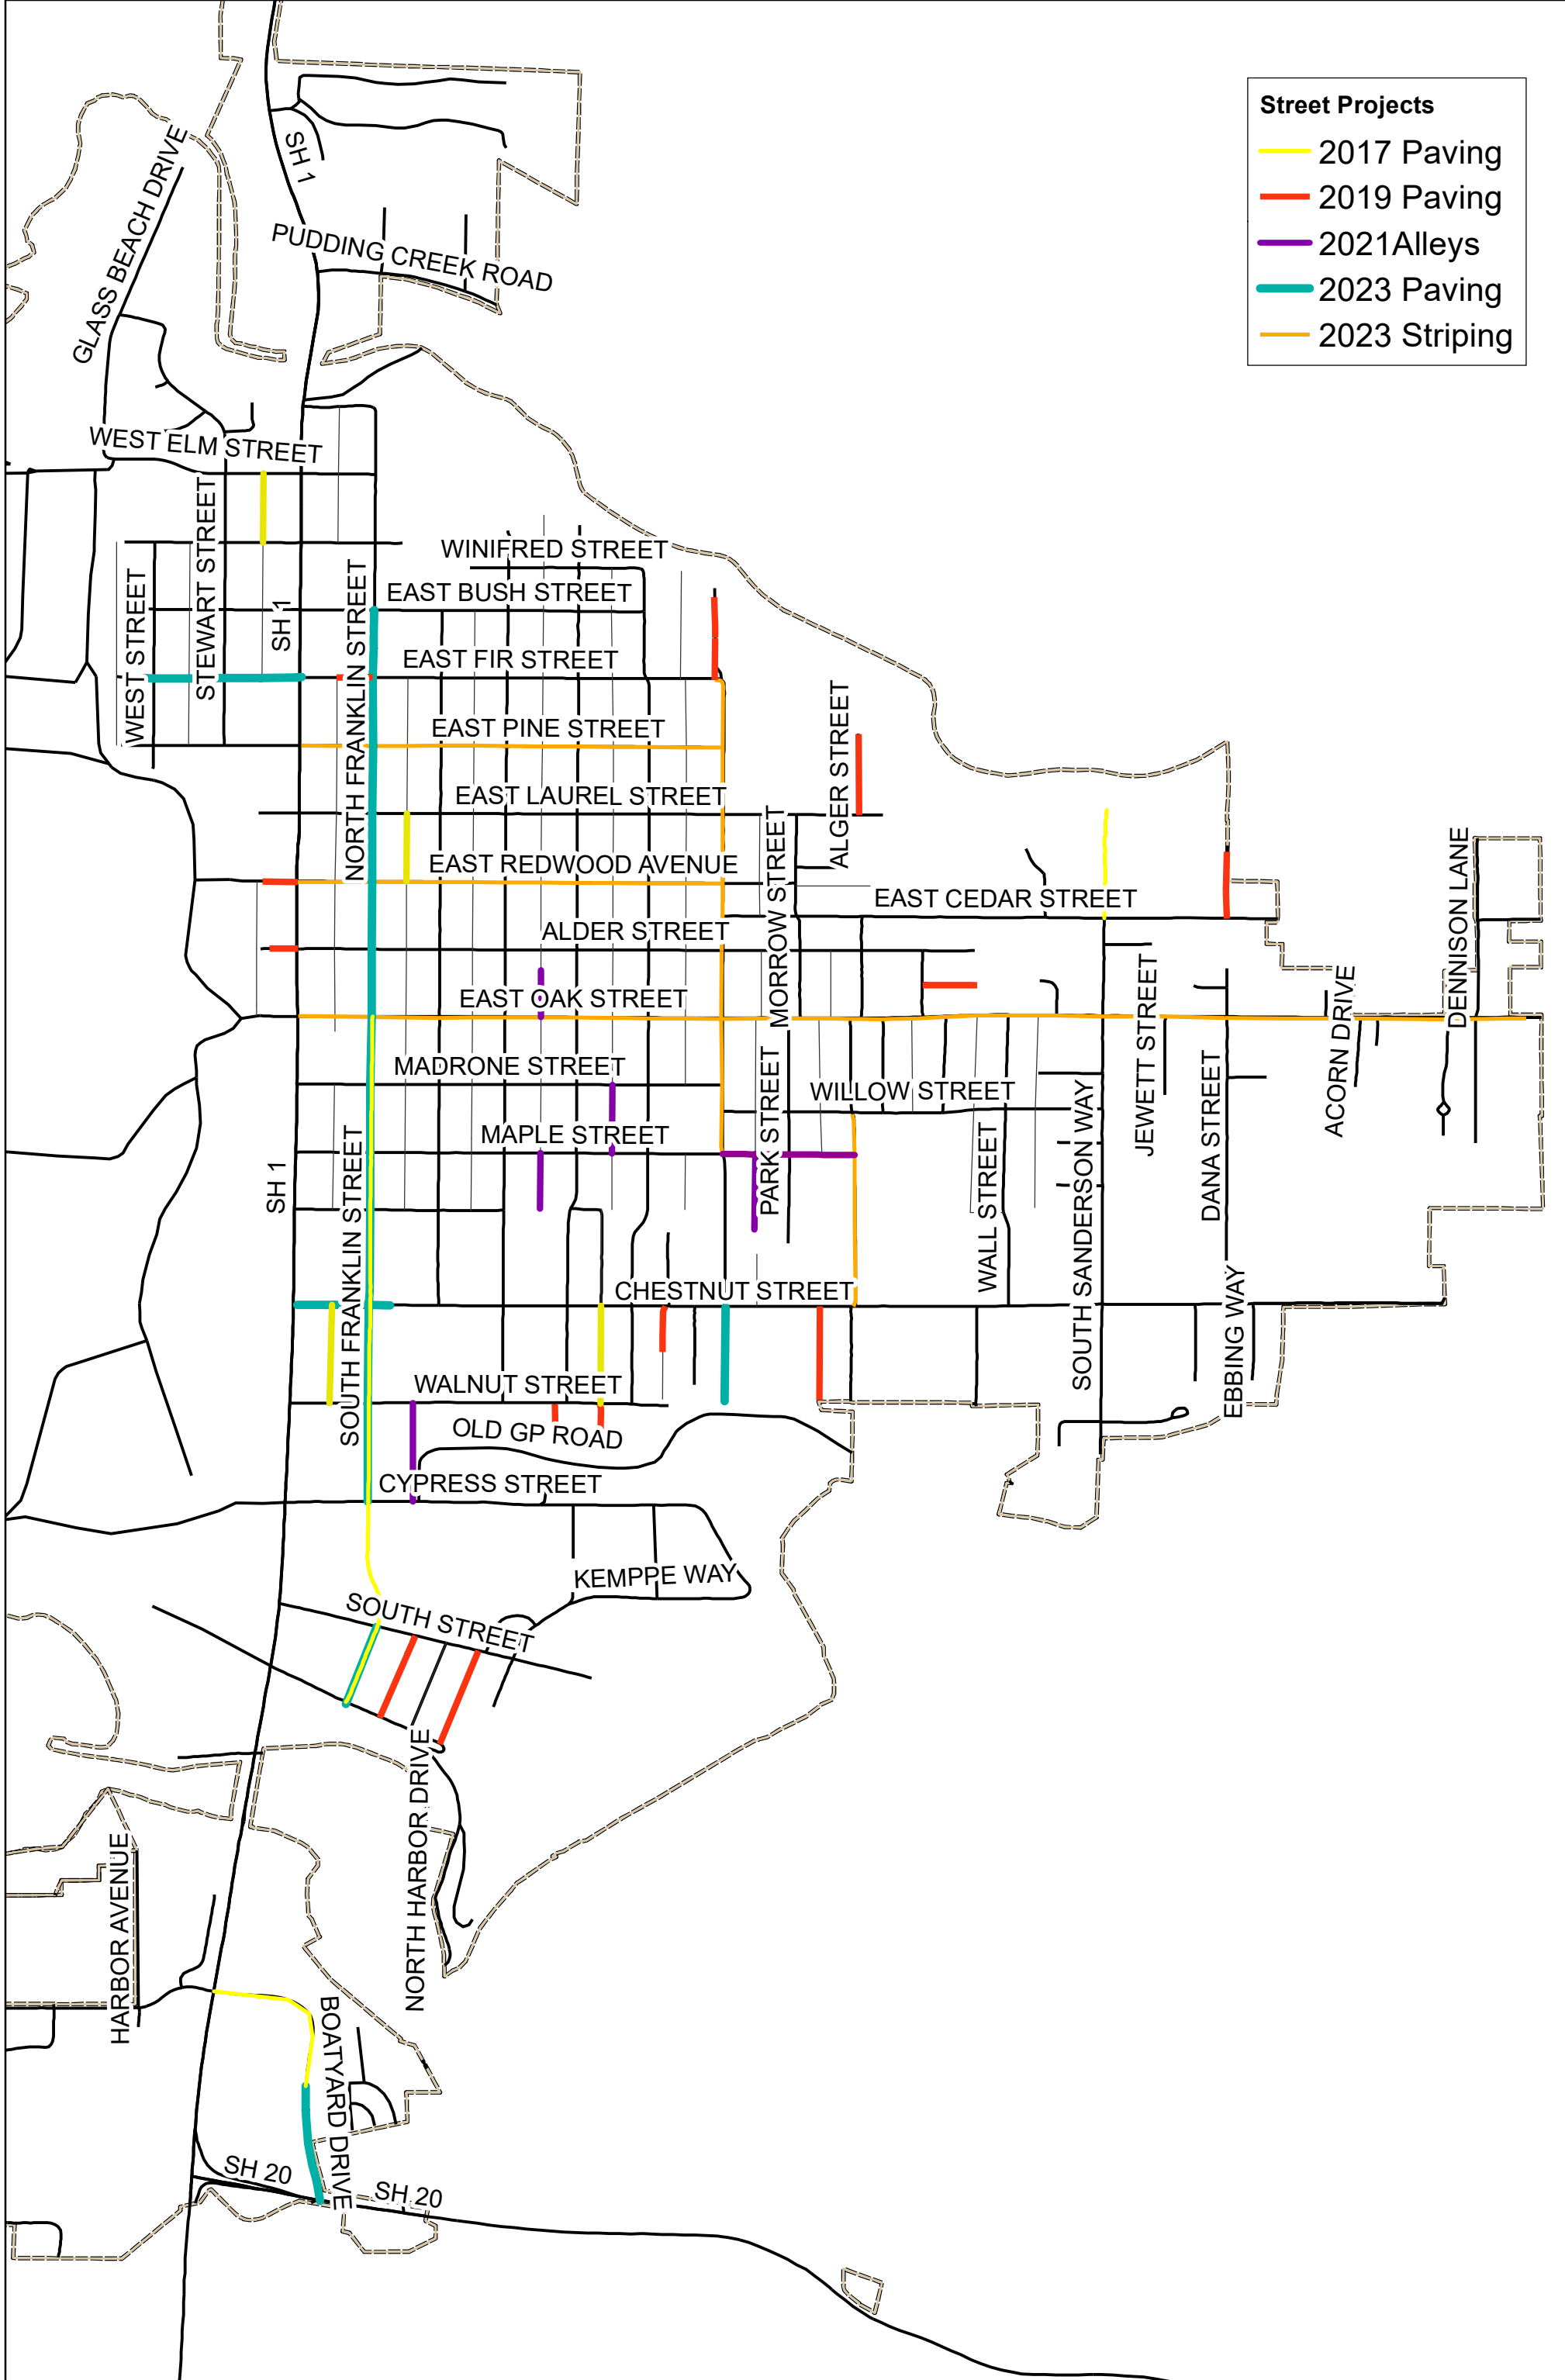 Street Projects
2017 Paving
2019 Paving
2021Alleys
2023 Paving
2023 Striping
SH 1
GLASS BEACH DRIVE
PUDDING CREEK ROAD
WEST ELM STREET
STEWART STREET
WEST STREET
SH 1
NORTH FRANKLIN STREET
WINIFRED STREET
EAST BUSH STREET
EAST FIR STREET
EAST PINE STREET
ALGER STREET
EAST LAUREL STREET
EAST REDWOOD AVENUE
MORROW STREET
EAST CEDAR STREET
DENNISON LANE
ALDER STREET
EAST OAK STREET
JEWETT STREET
ACORN DRIVE
MADRONE STREET
WILLOW STREET
PARK STREET
MAPLE STREET
DANA STREET
SH 1
SOUTH FRANKLIN STREET
WALL STREET
SOUTH SANDERSON WAY
CHESTNUT STREET
EBBING WAY
WALNUT STREET
OLD GP ROAD
CYPRESS STREET
KEMPPE WAY
SOUTH STREET
NORTH HARBOR DRIVE
HARBOR AVENUE
BOATYARD DRIVE
SH 20
SH 20